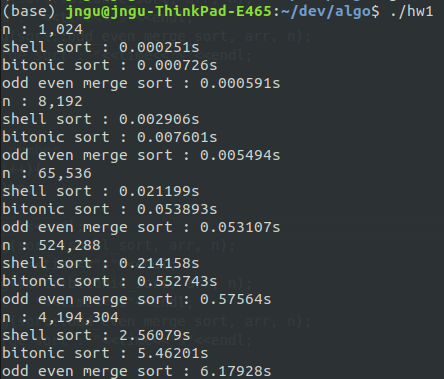 (base) jngu@jngu-ThinkPad-E465:~/dev/algo$ ./hw1
n : 1,024
shell sort : 0.000251s
bitonic sort : 0.000726s
odd even merge sort : 0.000591s
n : 8,192
shell sort : 0.002906s
bitonic sort : 0.007601s
odd even merge sort : 0.005494s
n : 65,536
shell sort : 0.021199s
bitonic sort : 0.053893s
odd even merge sort : 0.053107s
n : 524,288
shell sort : 0.214158s
bitonic sort : 0.552743s
odd even merge sort : 0.57564s
n : 4,194,304
shell sort : 2.56079s
bitonic sort : 5.46201s
odd even merge sort : 6.17928s